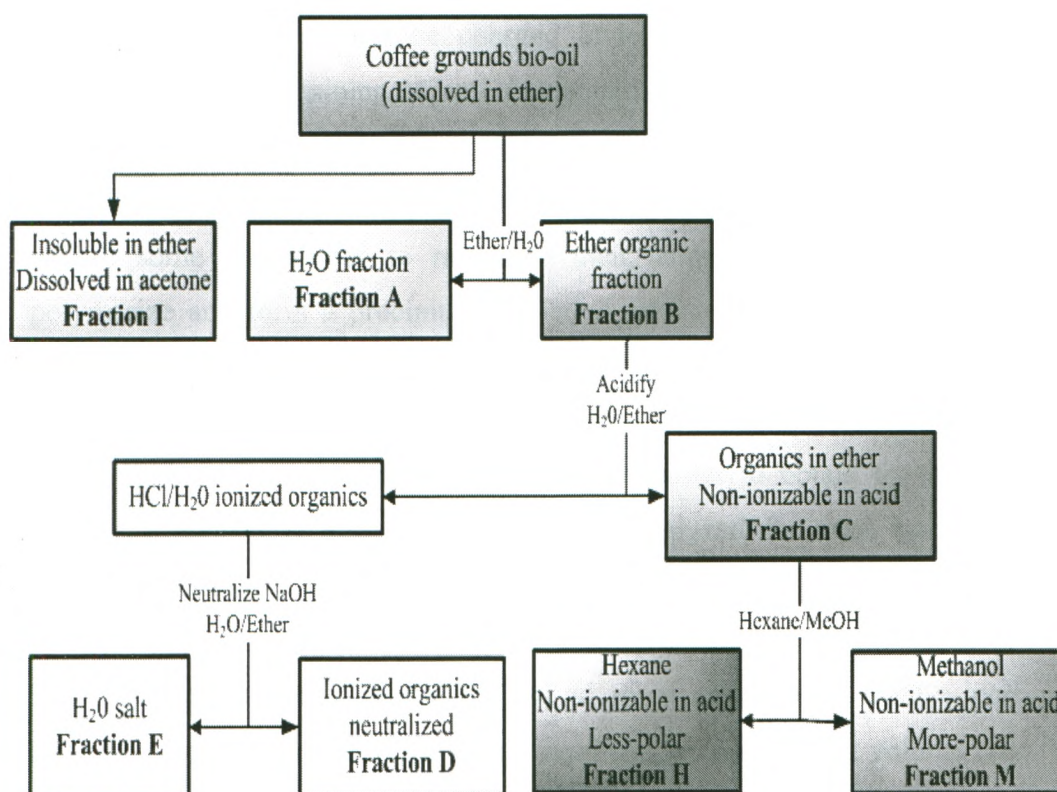 Coffee grounds bio-oil
(dissolved in ether)
Insoluble in ether
Dissolved in acetone
Fraction I
H₂O fraction
Fraction A
Ether/H₂0
Ether organic
fraction
Fraction B
Acidify
H₂0/Ether
HCl/H₂0 ionized organics
Organics in ether
Non-ionizable in acid
Fraction C
Neutralize NaOH
H₂O/Ether
Hexane/MeOH
H₂0 salt
Fraction E
Ionized organics
neutralized
Fraction D
Hexane
Non-ionizable in acid
Less-polar
Fraction H
Methanol
Non-ionizable in acid
More-polar
Fraction M